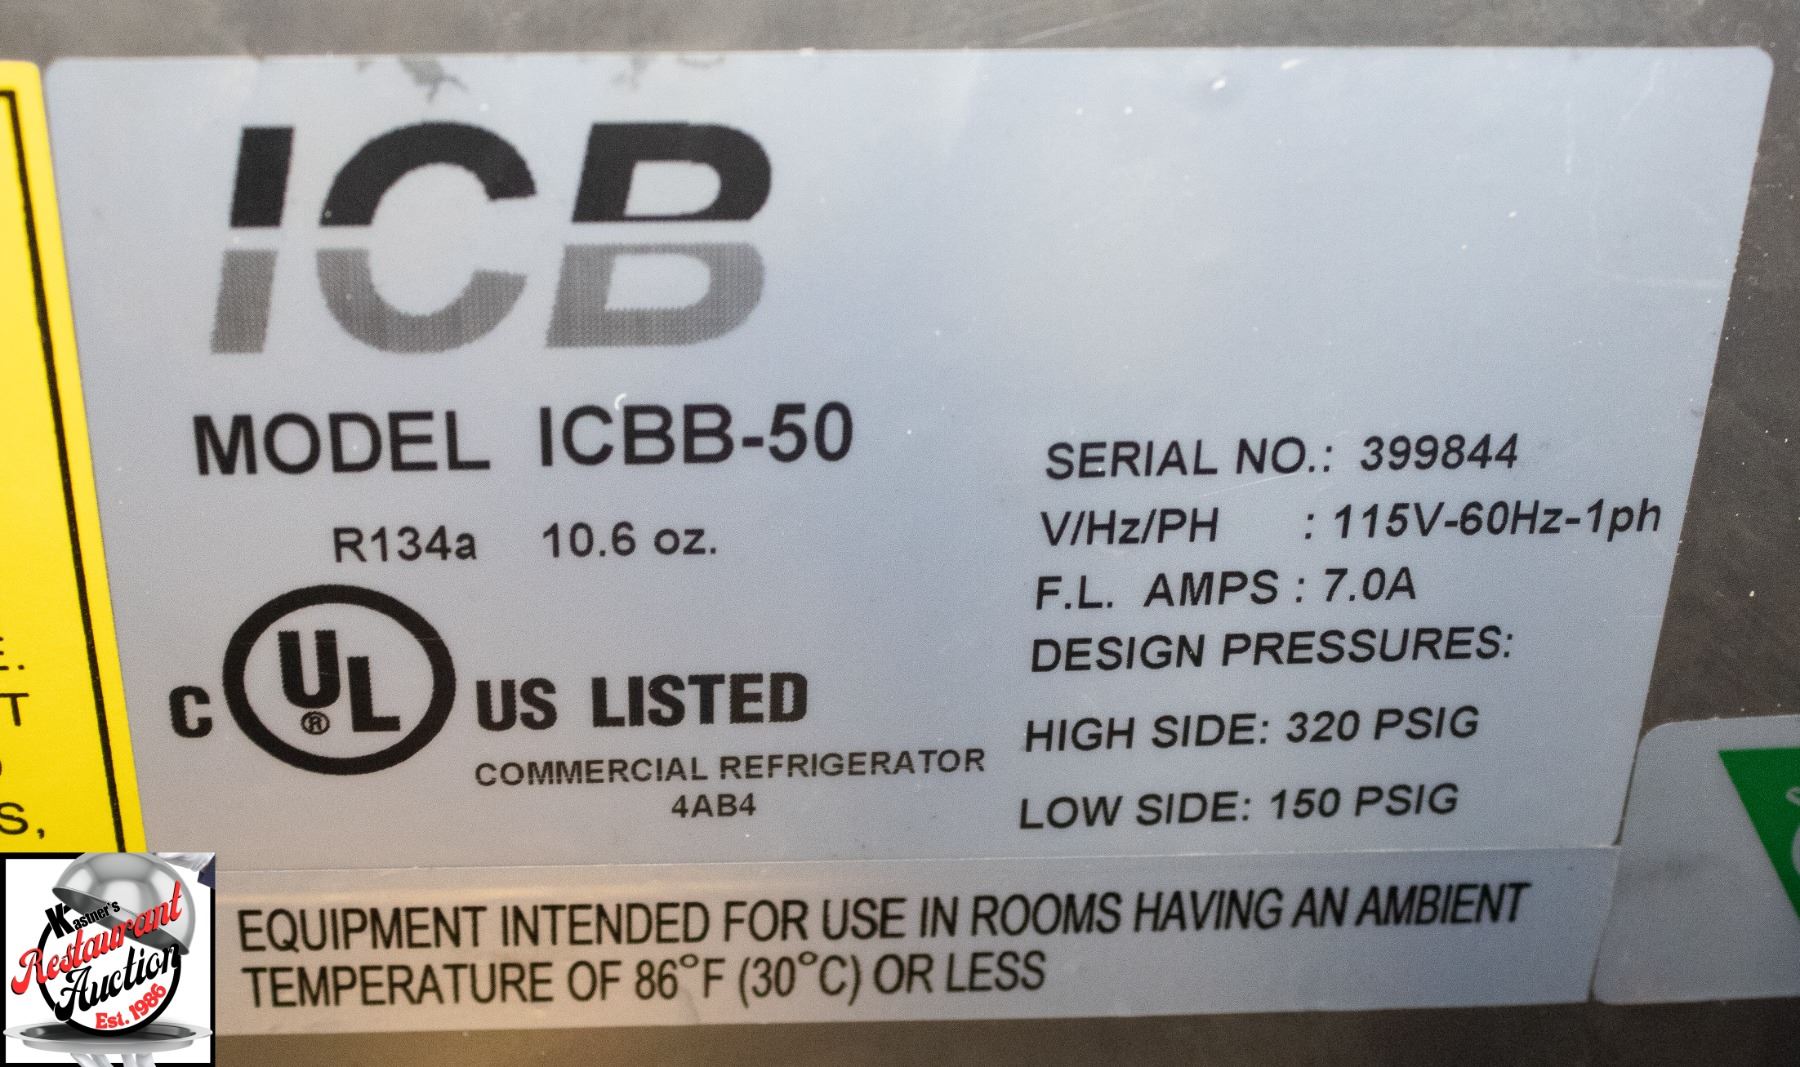 ICB
MODEL ICBB-50
R134a 10.6 oz.
C UL® US LISTED
COMMERCIAL REFRIGERATOR
4AB4
SERIAL NO.: 399844
V/Hz/PH : 115V-60Hz-1ph
F.L. AMPS : 7.0A
DESIGN PRESSURES:
HIGH SIDE: 320 PSIG
LOW SIDE: 150 PSIG
EQUIPMENT INTENDED FOR USE IN ROOMS HAVING AN AMBIENT
TEMPERATURE OF 86°F (30°C) OR LESS
Kastner's
Restaurant
Auction
Est. 1986